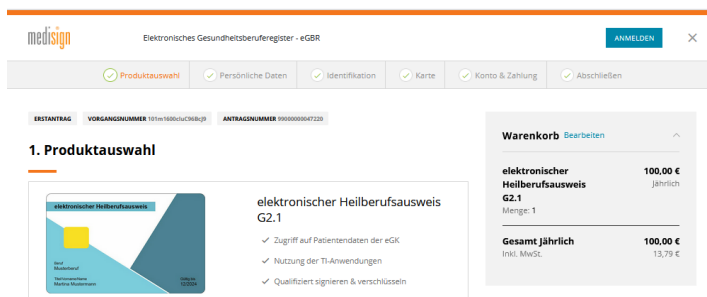 medisign
Elektronisches Gesundheitsberuferegister - eGBR
ANMELDEN
Produktauswahl
Persönliche Daten
Identifikation
Karte
Konto & Zahlung
Abschließen
ERSTANTRAG
VORGANGSNUMMER
ANTRAGSNUMMER
1. Produktauswahl
elektronischer Heilberufsausweis
Beruf
Musterberuf
Martina Mustermann
12/2024
elektronischer Heilberufsausweis
G2.1
Zugriff auf Patientendaten der eGK
Nutzung der TI-Anwendungen
Qualifiziert signieren & verschlüsseln
Warenkorb Bearbeiten
elektronischer 100,00 €
Heilberufsausweis Jährlich
G2.1
Menge: 1
Gesamt Jährlich 100,00 €
Inkl. MwSt. 13,79 €